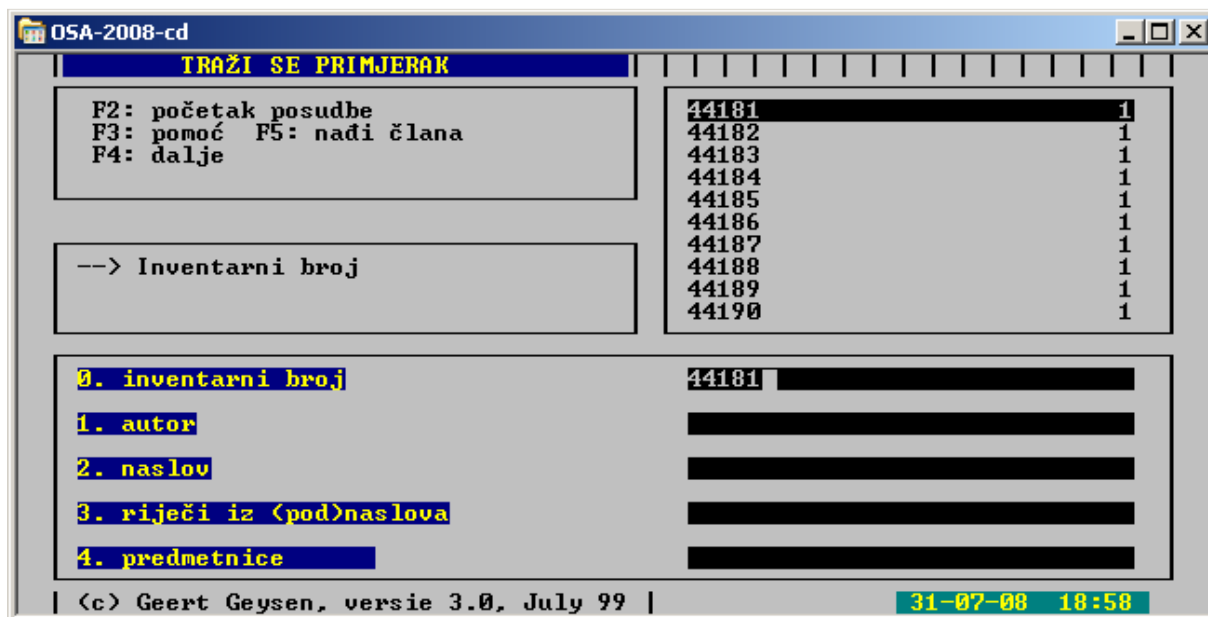 OSA-2008-cd
TRAŽI SE PRIMJERAK
F2: početak posudbe
F3: pomoć F5: nađi člana
F4: dalje
44181 1
44182 1
44183 1
44184 1
44185 1
44186 1
44187 1
44188 1
44189 1
44190 1
--> Inventarni broj
0. inventarni broj 44181
1. autor
2. naslov
3. riječi iz (pod)naslova
4. predmetnice
(c) Geert Geysen, versie 3.0, July 99
31-07-08 18:58